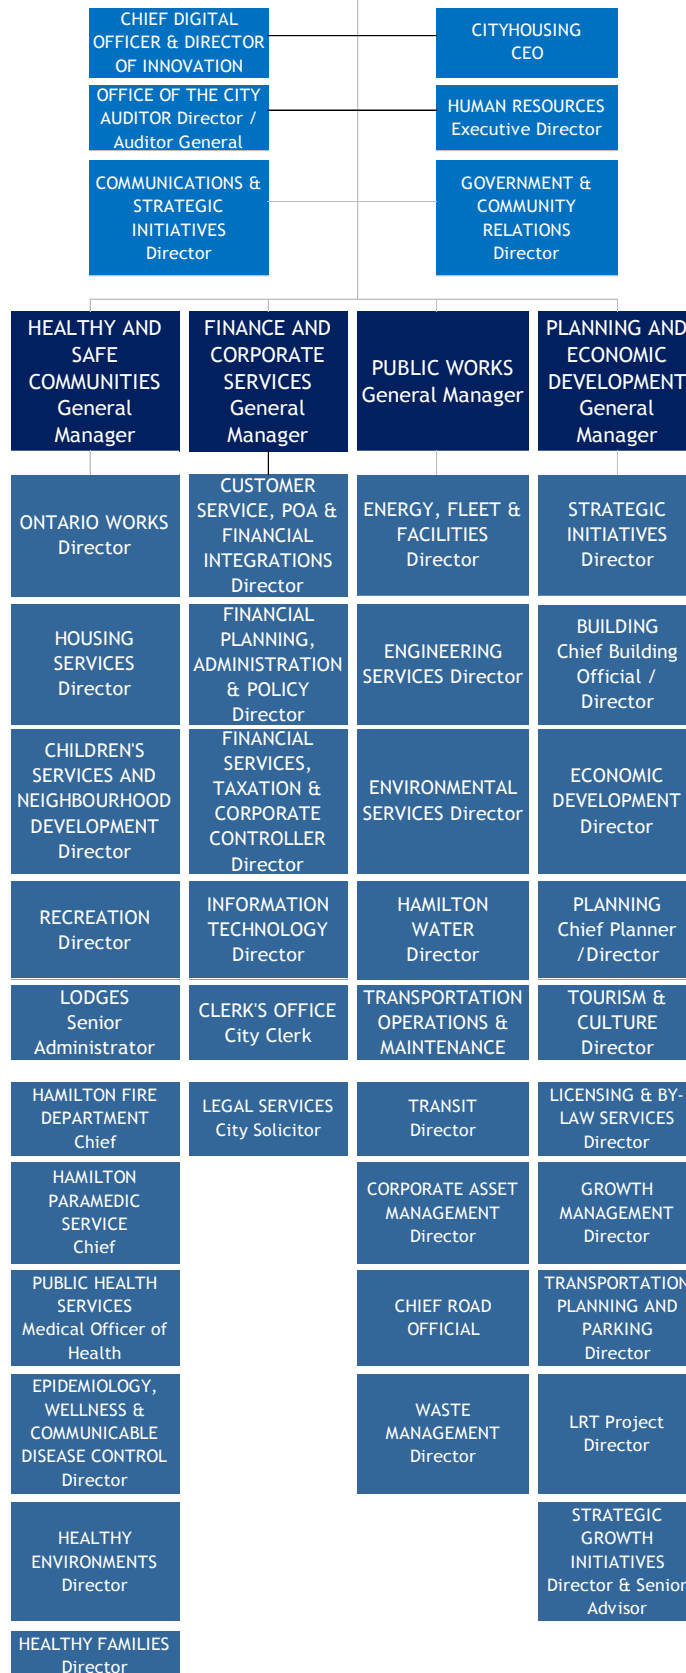 CHIEF DIGITAL
OFFICER & DIRECTOR
OF INNOVATION
CITYHOUSING
CEO
OFFICE OF THE CITY
AUDITOR Director /
Auditor General
HUMAN RESOURCES
Executive Director
COMMUNICATIONS &
STRATEGIC
INITIATIVES
Director
GOVERNMENT &
COMMUNITY
RELATIONS
Director
HEALTHY AND
SAFE
COMMUNITIES
General
Manager
ONTARIO WORKS
Director
HOUSING
SERVICES
Director
CHILDREN'S
SERVICES AND
NEIGHBOURHOOD
DEVELOPMENT
Director
RECREATION
Director
LODGES
Senior
Administrator
HAMILTON FIRE
DEPARTMENT
Chief
HAMILTON
PARAMEDIC
SERVICE
Chief
PUBLIC HEALTH
SERVICES
Medical Officer of
Health
EPIDEMIOLOGY,
WELLNESS &
COMMUNICABLE
DISEASE CONTROL
Director
HEALTHY
ENVIRONMENTS
Director
HEALTHY FAMILIES
Director
FINANCE AND
CORPORATE
SERVICES
General
Manager
CUSTOMER
SERVICE, POA &
FINANCIAL
INTEGRATIONS
Director
FINANCIAL
PLANNING,
ADMINISTRATION
& POLICY
Director
FINANCIAL
SERVICES,
TAXATION &
CORPORATE
CONTROLLER
Director
INFORMATION
TECHNOLOGY
Director
CLERK'S OFFICE
City Clerk
LEGAL SERVICES
City Solicitor
PUBLIC WORKS
General Manager
ENERGY, FLEET &
FACILITIES
Director
ENGINEERING
SERVICES Director
ENVIRONMENTAL
SERVICES Director
HAMILTON
WATER
Director
TRANSPORTATION
OPERATIONS &
MAINTENANCE
TRANSIT
Director
CORPORATE ASSET
MANAGEMENT
Director
CHIEF ROAD
OFFICIAL
WASTE
MANAGEMENT
Director
PLANNING AND
ECONOMIC
DEVELOPMENT
General
Manager
STRATEGIC
INITIATIVES
Director
BUILDING
Chief Building
Official /
Director
ECONOMIC
DEVELOPMENT
Director
PLANNING
Chief Planner
/Director
TOURISM &
CULTURE
Director
LICENSING & BY-
LAW SERVICES
Director
GROWTH
MANAGEMENT
Director
TRANSPORTATION
PLANNING AND
PARKING
Director
LRT Project
Director
STRATEGIC
GROWTH
INITIATIVES
Director & Senior
Advisor